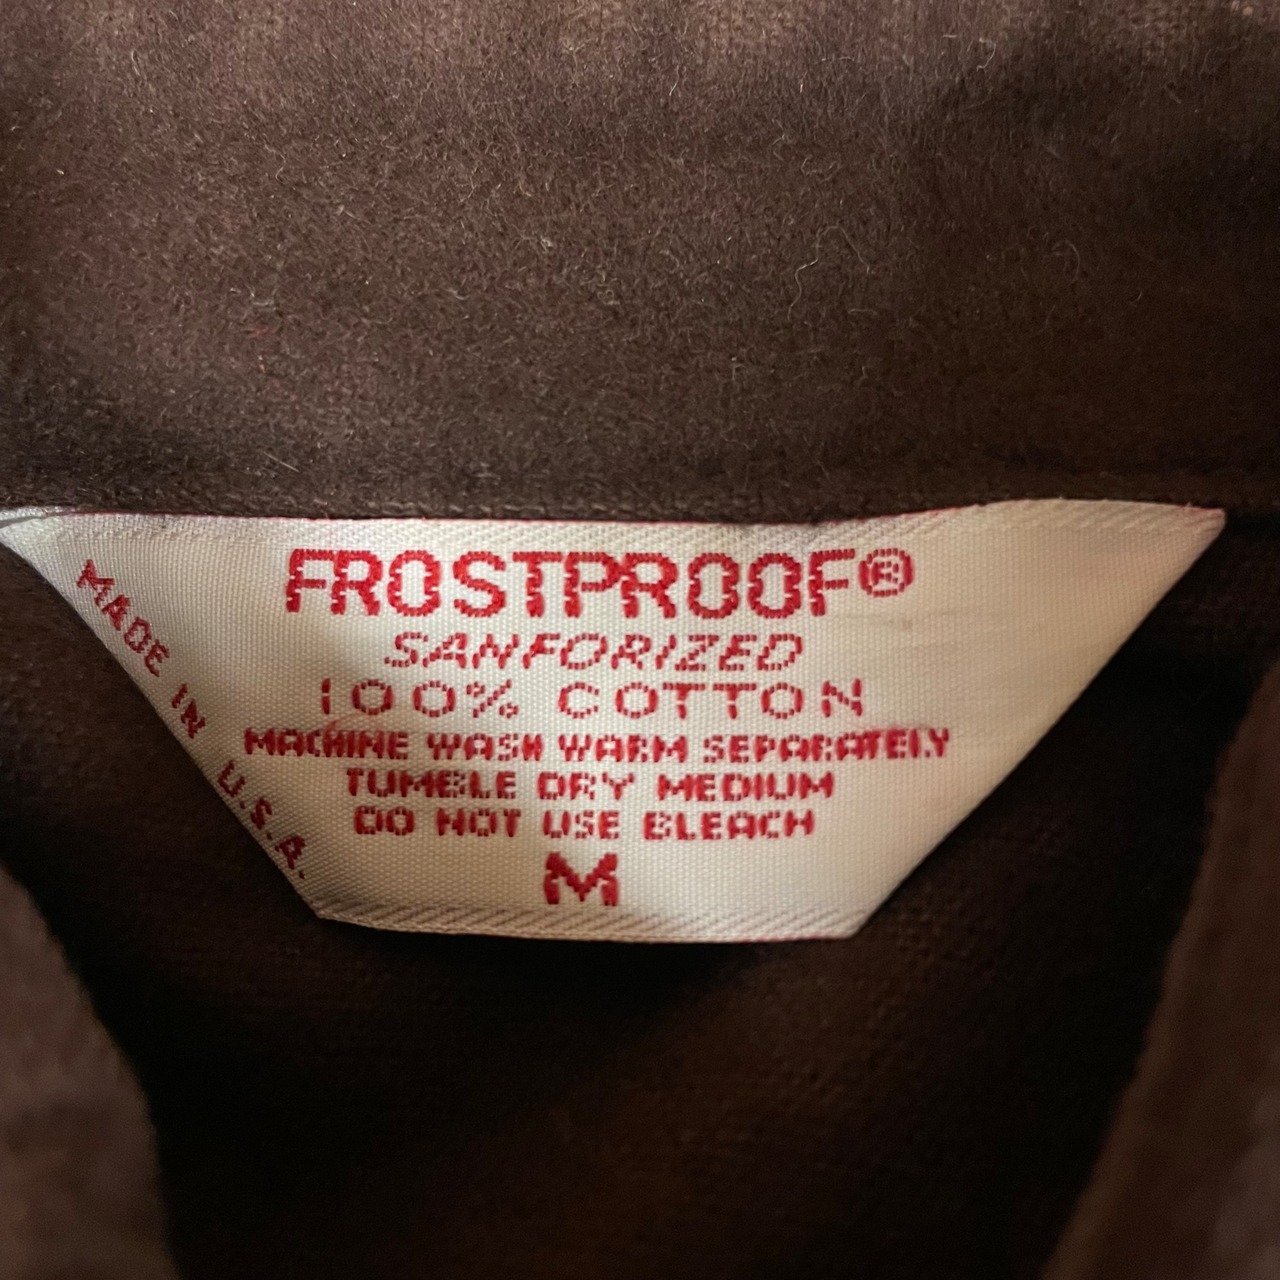 FROSTPROOF®
SANFORIZED
100% COTTON
MACHINE WASH WARM SEPARATELY
TUMBLE DRY MEDIUM
DO NOT USE BLEACH
M
MADE IN U.S.A.